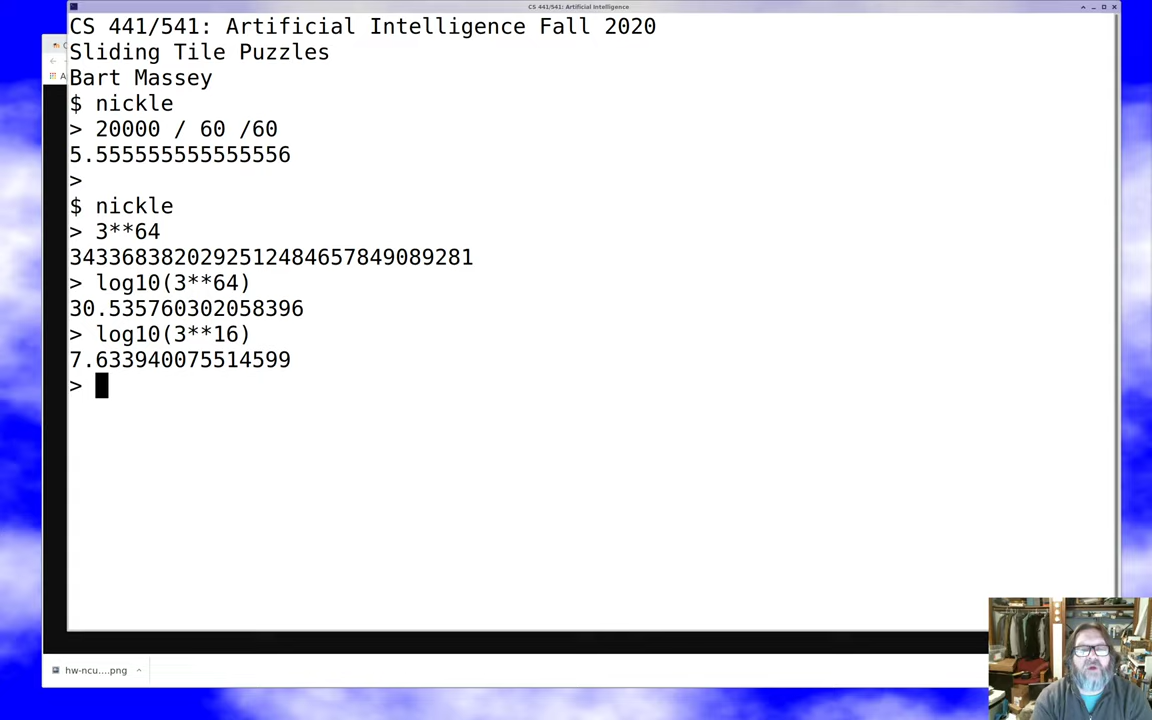 CS 441/541: Artificial Intelligence
CS 441/541: Artificial Intelligence Fall 2020
Sliding Tile Puzzles
Bart Massey
$ nickle
> 20000 / 60 /60
5.555555555555556
>
$ nickle
> 3**64
3433683820292512484657849089281
> log10(3**64)
30.535760302058396
> log10(3**16)
7.633940075514599
>
hw-ncu....png